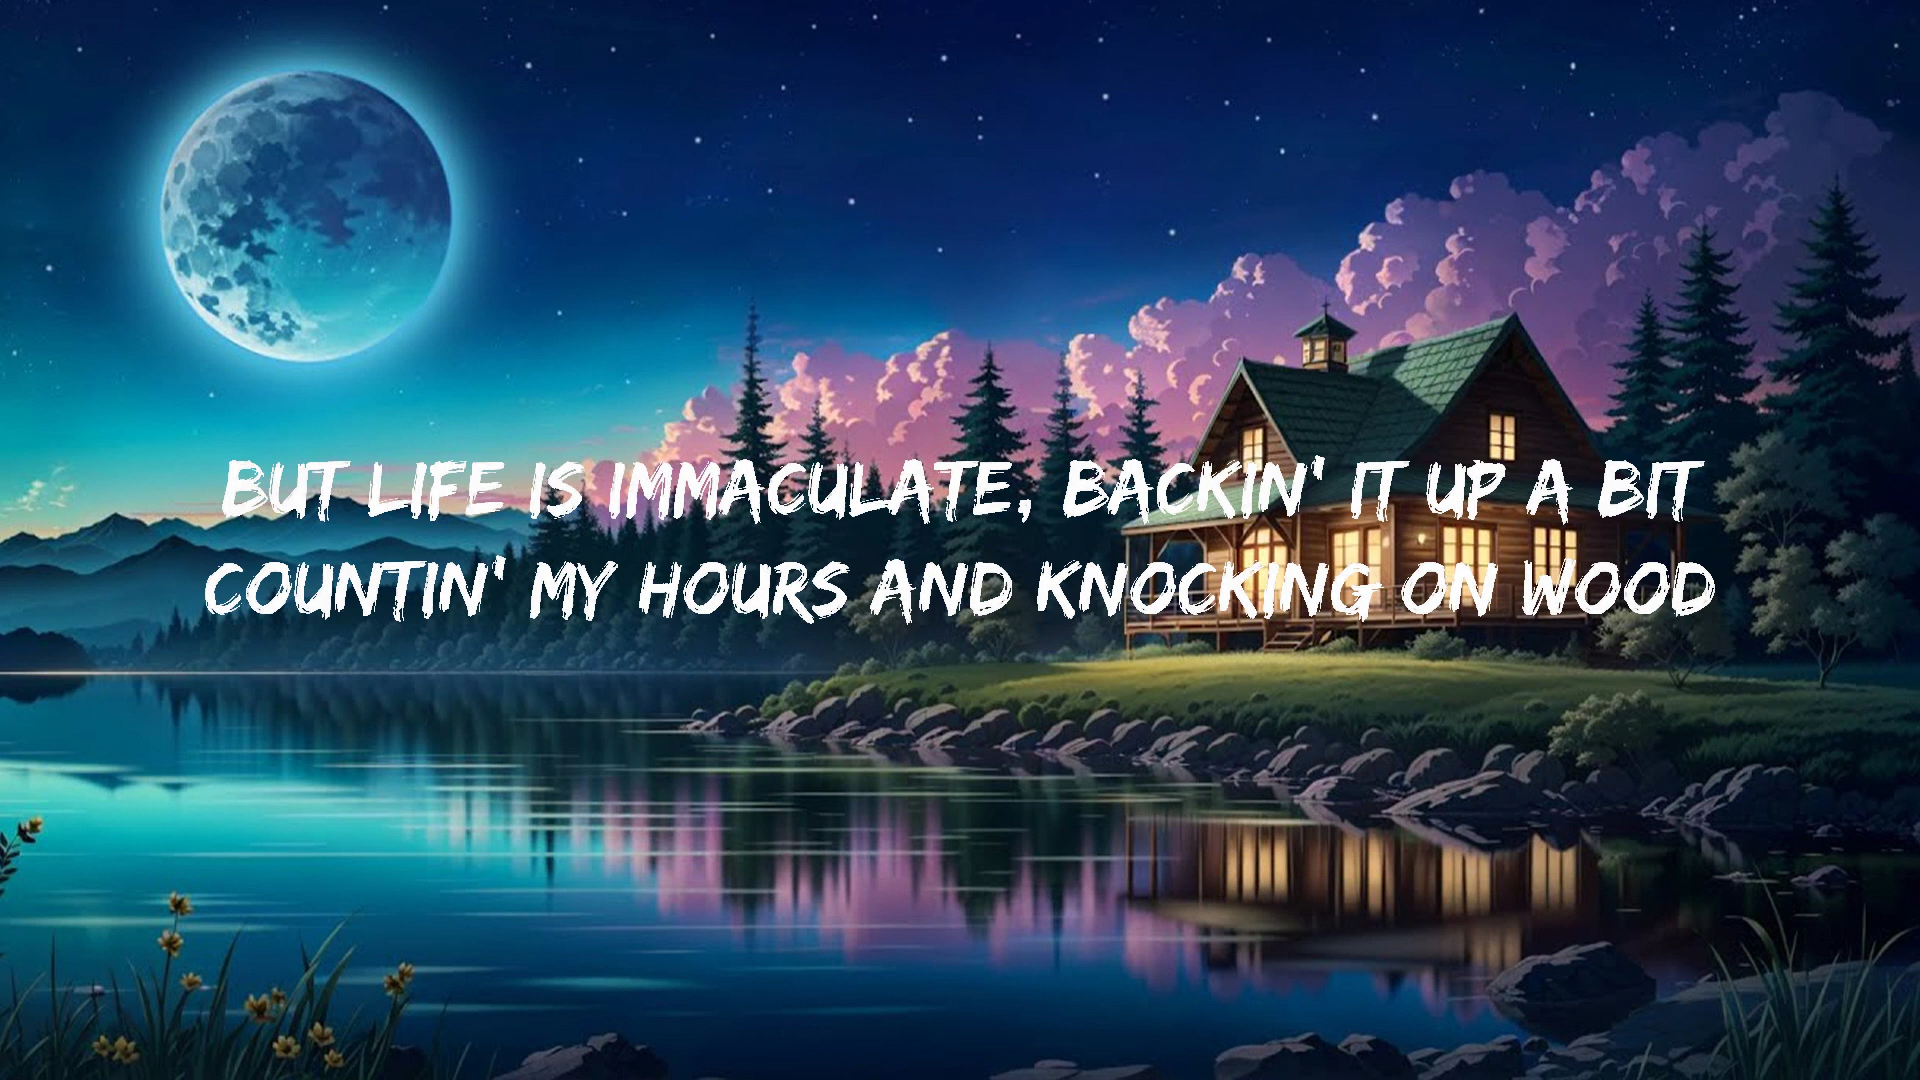 BUT LIFE IS IMMACULATE, BACKIN' IT UP A BIT
COUNTIN' MY HOURS AND KNOCKING ON WOOD